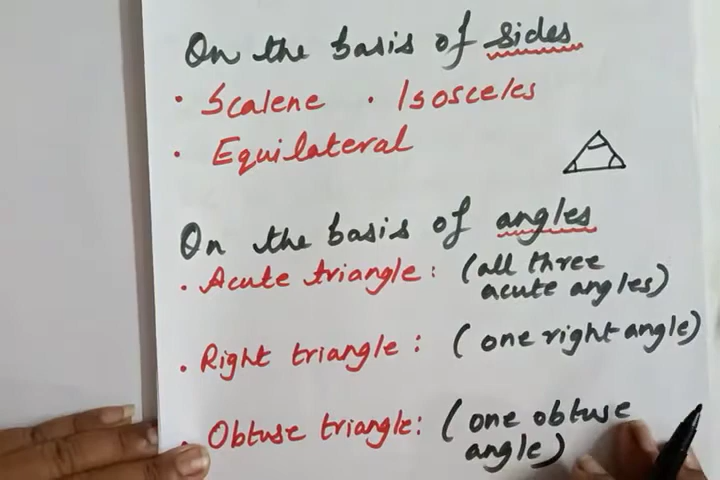 On the basis of sides
• Scalene • Isosceles
• Equilateral
On the basis of angles
• Acute triangle: (all three
acute angles)
• Right triangle: (one right angle)
• Obtuse triangle: (one obtuse
angle)